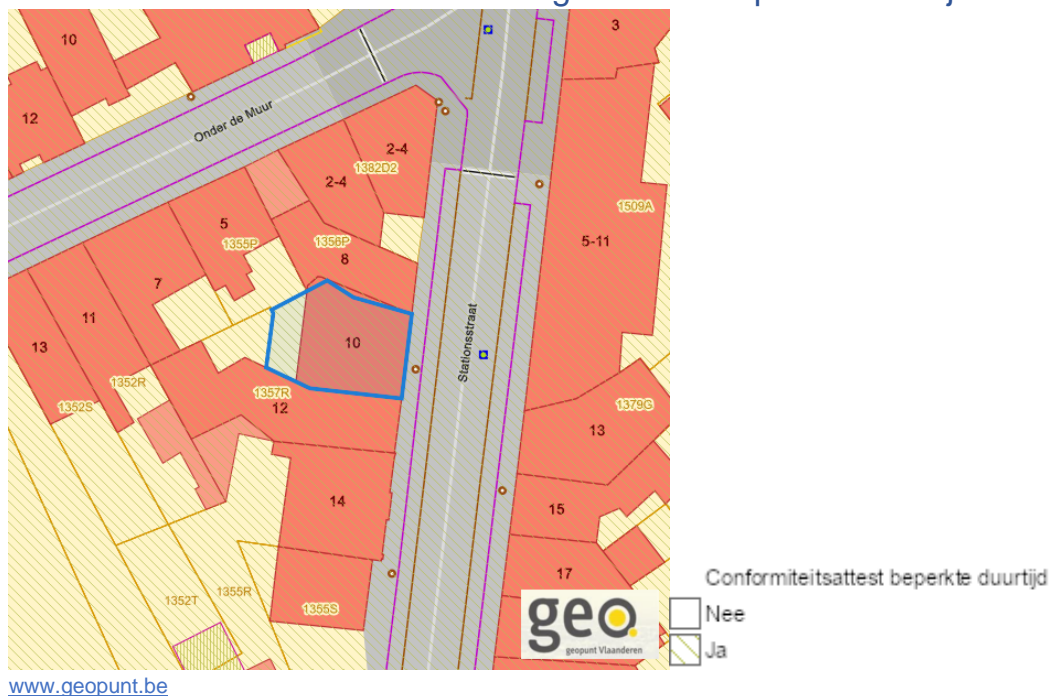 10
3
12
Onder de Muur
2-4
1382D2
2-4
1509A
5
1355P
1356P
5-11
8
7
11
10
Stationsstraat
13
1352R
1357R
1352S
12
1379G
13
14
15
17
1352T
1355R
1355S
geo
geopunt Vlaanderen
Conformiteitsattest beperkte duurtijd
Nee
Ja
www.geopunt.be